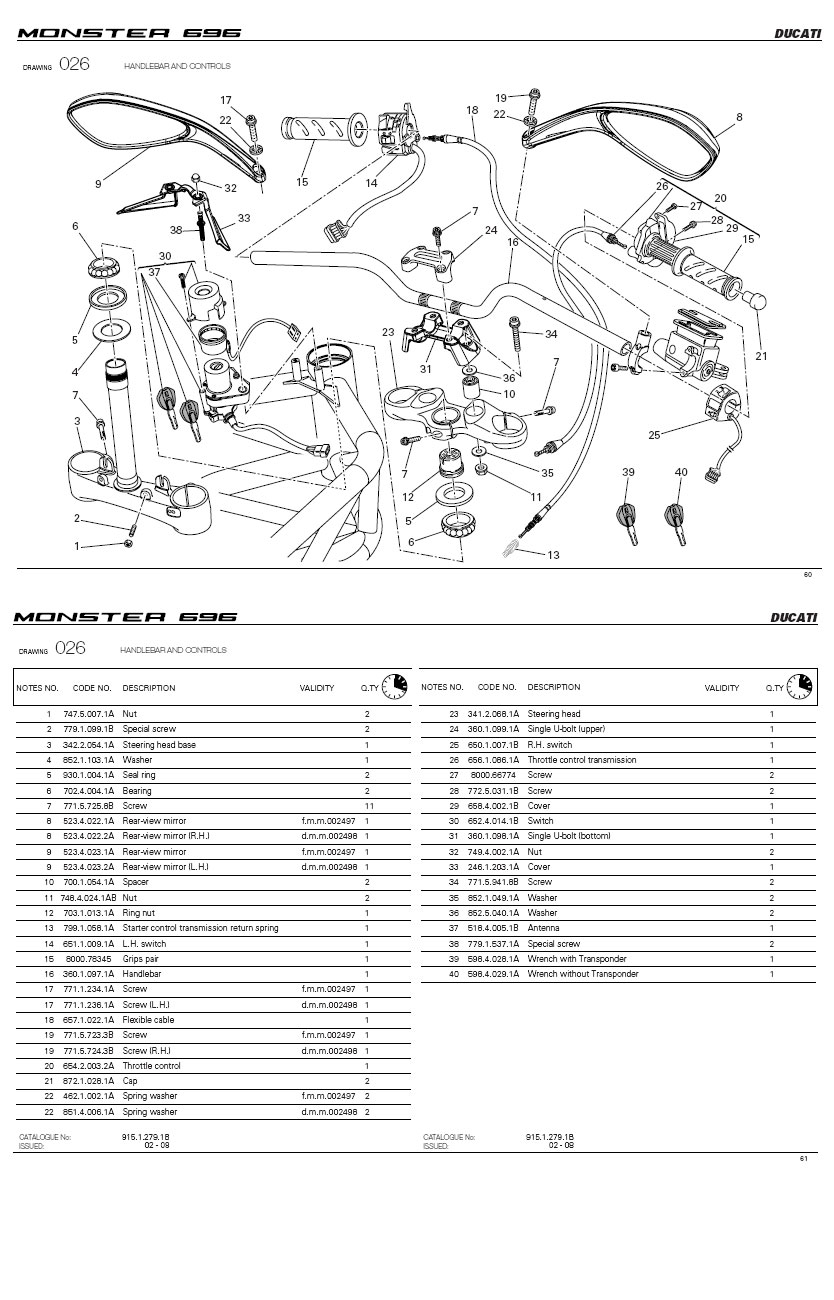 MONSTER 696 DUCATI
DRAWING 026 HANDLEBAR AND CONTROLS
17
22
19
22
18
8
9
15
14
26
20
27
28
29
15
32
33
38
7
24
16
6
30
37
23
34
31
36
10
7
21
5
4
7
3
25
7
12
35
11
5
6
13
39
40
2
1
60
MONSTER 696 DUCATI
DRAWING 026 HANDLEBAR AND CONTROLS
NOTES NO. CODE NO. DESCRIPTION VALIDITY Q.TY
1 747.5.007.1A Nut 2
2 779.1.099.1B Special screw 2
3 342.2.054.1A Steering head base 1
4 852.1.103.1A Washer 1
5 930.1.004.1A Seal ring 2
6 702.4.004.1A Bearing 2
7 771.5.725.8B Screw 11
8 523.4.022.1A Rear-view mirror f.m.m.002497 1
8 523.4.022.2A Rear-view mirror (R.H.) d.m.m.002498 1
9 523.4.023.1A Rear-view mirror f.m.m.002497 1
9 523.4.023.2A Rear-view mirror (L.H.) d.m.m.002498 1
10 700.1.054.1A Spacer 2
11 748.4.024.1AB Nut 2
12 703.1.013.1A Ring nut 1
13 799.1.058.1A Starter control transmission return spring 1
14 651.1.009.1A L.H. switch 1
15 8000.78345 Grips pair 1
16 360.1.097.1A Handlebar 1
17 771.1.234.1A Screw f.m.m.002497 1
17 771.1.236.1A Screw (L.H.) d.m.m.002498 1
18 657.1.022.1A Flexible cable 1
19 771.5.723.3B Screw f.m.m.002497 1
19 771.5.724.3B Screw (R.H.) d.m.m.002498 1
20 654.2.003.2A Throttle control 1
21 872.1.028.1A Cap 2
22 462.1.002.1A Spring washer f.m.m.002497 2
22 851.4.006.1A Spring washer d.m.m.002498 2
CATALOGUE No: 915.1.279.1B
ISSUED: 02 - 08
NOTES NO. CODE NO. DESCRIPTION VALIDITY Q.TY
23 341.2.068.1A Steering head 1
24 360.1.099.1A Single U-bolt (upper) 1
25 650.1.007.1B R.H. switch 1
26 656.1.086.1A Throttle control transmission 1
27 8000.66774 Screw 2
28 772.5.031.1B Screw 2
29 658.4.002.1B Cover 1
30 652.4.014.1B Switch 1
31 360.1.098.1A Single U-bolt (bottom) 1
32 749.4.002.1A Nut 2
33 246.1.203.1A Cover 1
34 771.5.941.8B Screw 2
35 852.1.049.1A Washer 2
36 852.5.040.1A Washer 2
37 518.4.005.1B Antenna 1
38 779.1.537.1A Special screw 2
39 598.4.028.1A Wrench with Transponder 1
40 598.4.029.1A Wrench without Transponder 1
CATALOGUE No: 915.1.279.1B
ISSUED: 02 - 08
61